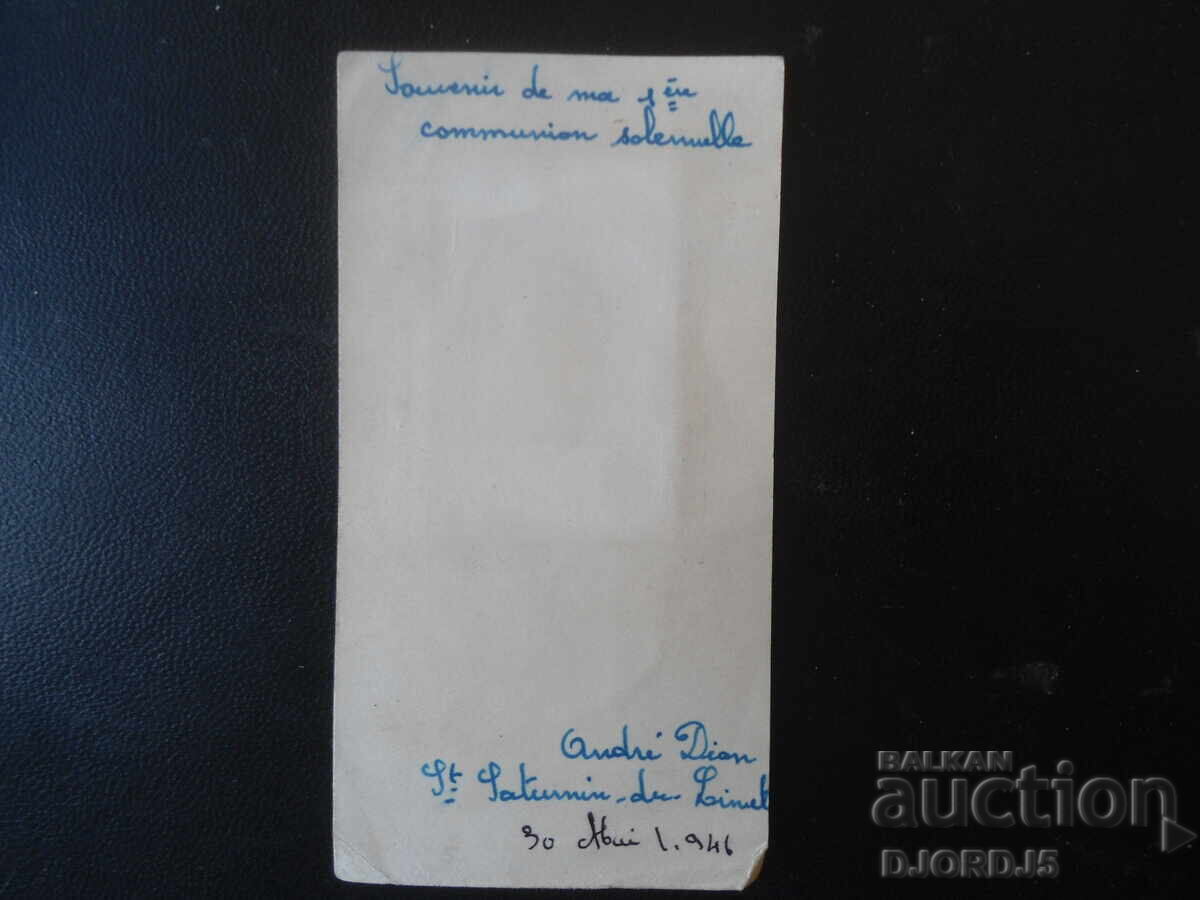 Souvenir de ma 1ère
communion solennelle
André Dion
St Saturnin-du-Limet
30 Mai 1.946
BALKAN
auction
DJORDJ5